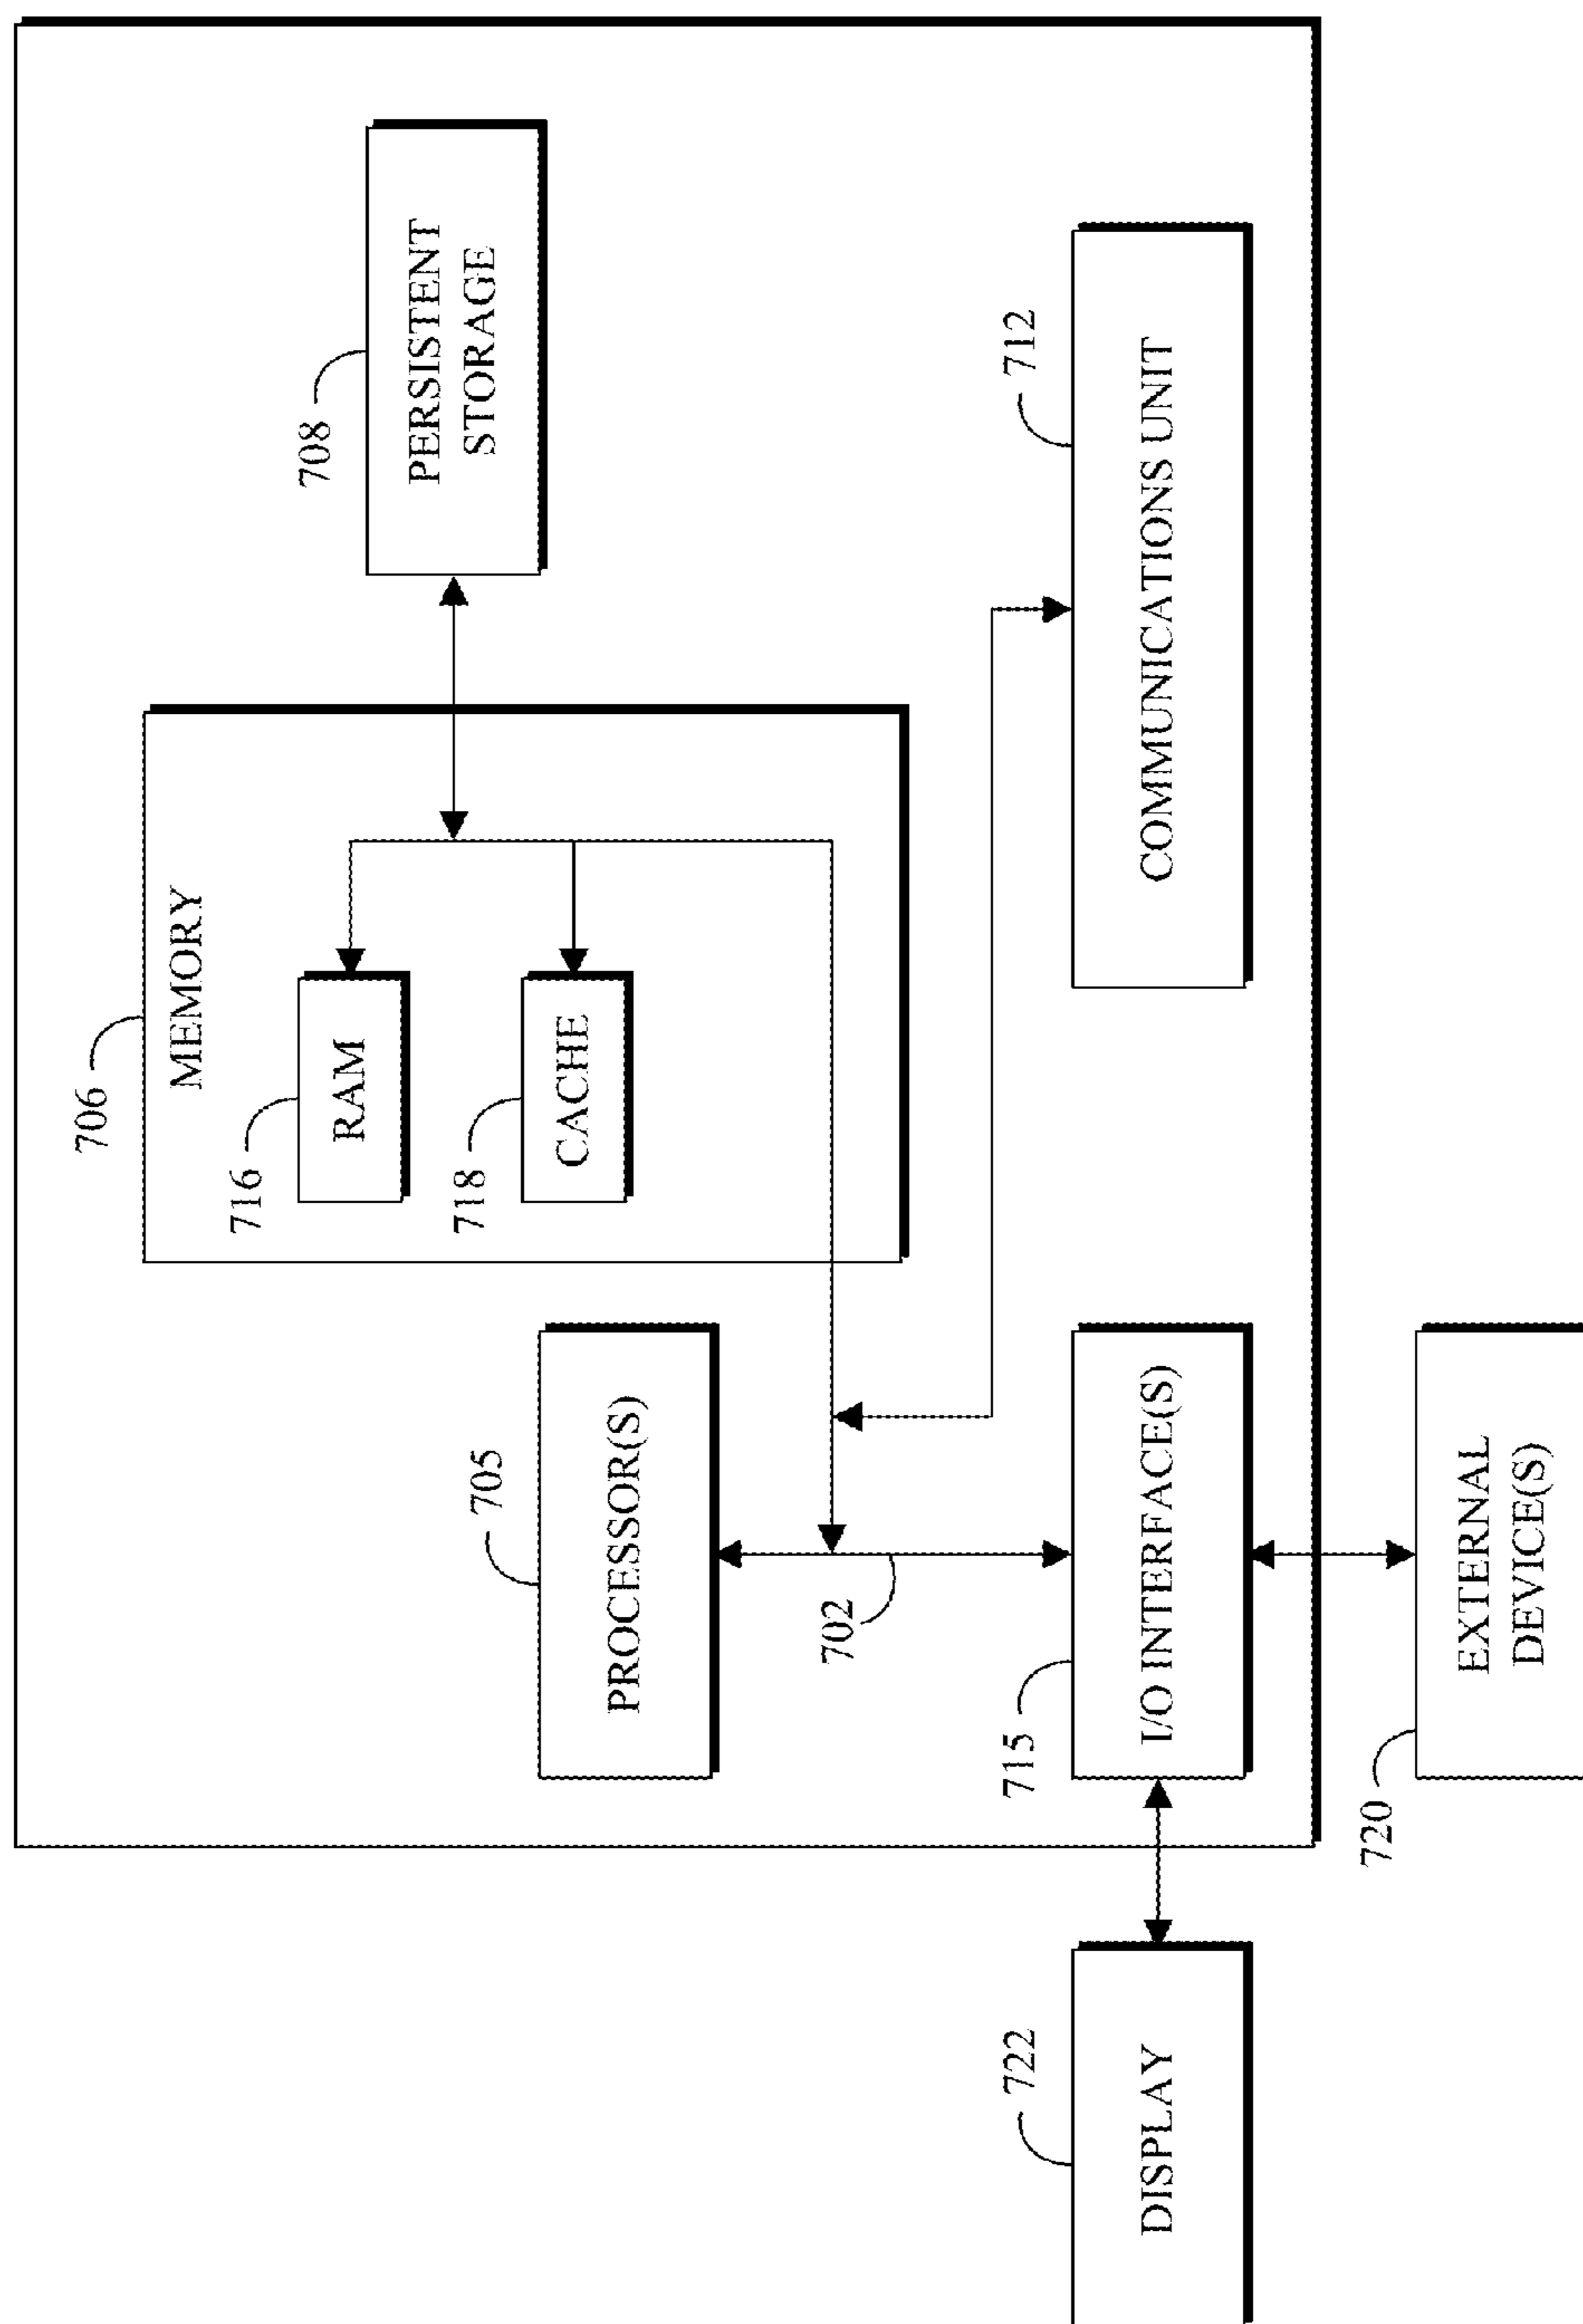 706
MEMORY
716
RAM
718
CACHE
708
PERSISTENT
STORAGE
705
PROCESSOR(S)
702
712
COMMUNICATIONS UNIT
722
DISPLAY
715
I/O INTERFACE(S)
720
EXTERNAL
DEVICE(S)